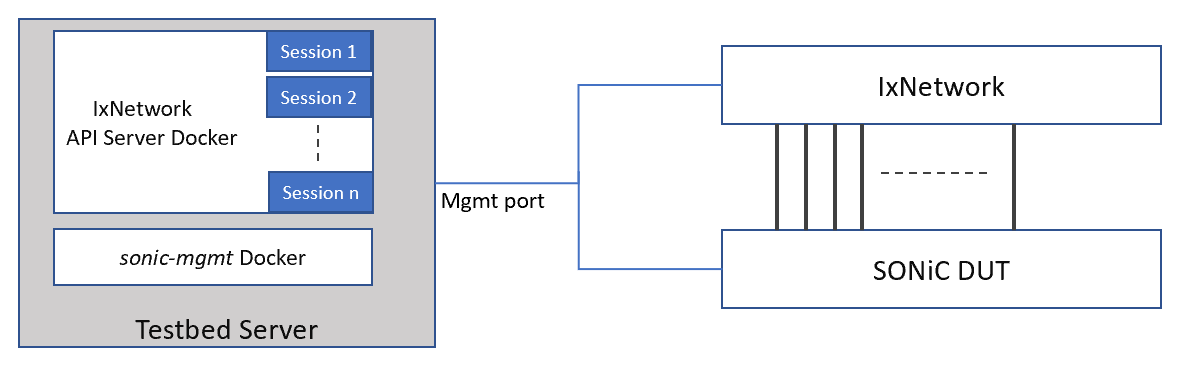 Session 1
Session 2
IxNetwork
API Server Docker
Session n
sonic-mgmt Docker
Testbed Server
Mgmt port
IxNetwork
SONiC DUT